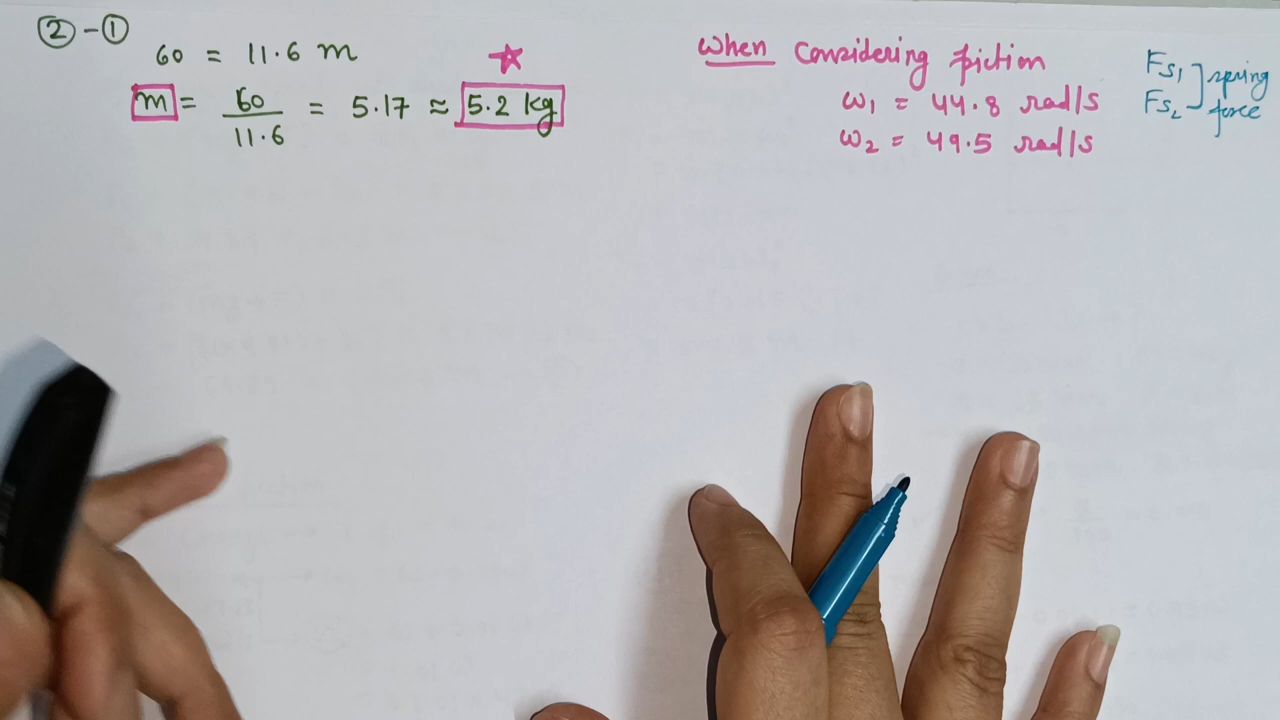 ② - ①
60 = 11.6 m
m = 60/11.6 = 5.17 ≈ 5.2 kg
When considering friction
ω₁ = 44.8 rad/s
ω₂ = 49.5 rad/s
Fs₁
Fs₂
spring
force